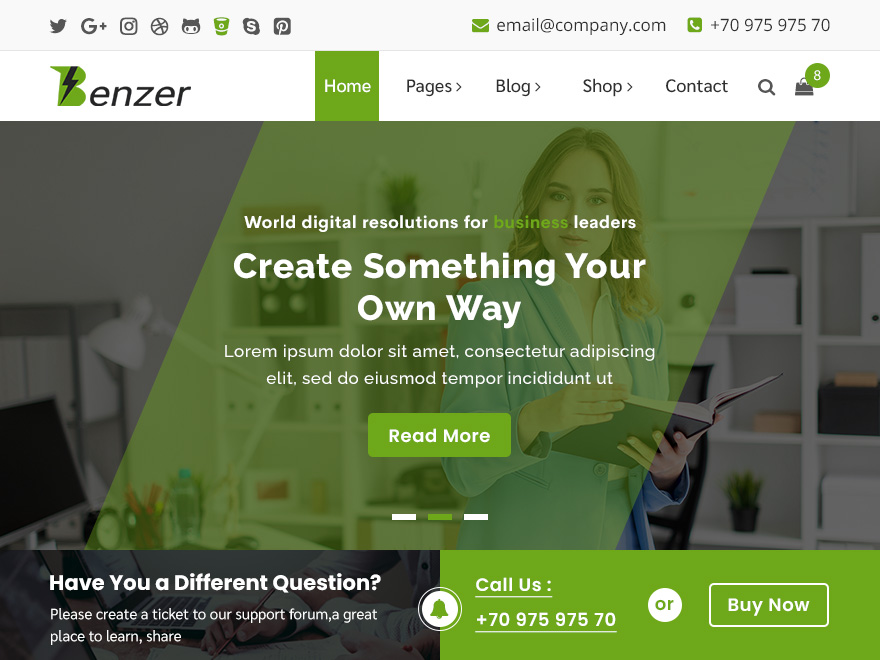 email@company.com
+70 975 975 70
Benzer
Home
Pages
Blog
Shop
Contact
8
World digital resolutions for business leaders
Create Something Your
Own Way
Lorem ipsum dolor sit amet, consectetur adipiscing
elit, sed do eiusmod tempor incididunt ut
Read More
Have You a Different Question?
Please create a ticket to our support forum,a great
place to learn, share
Call Us :
+70 975 975 70
or
Buy Now